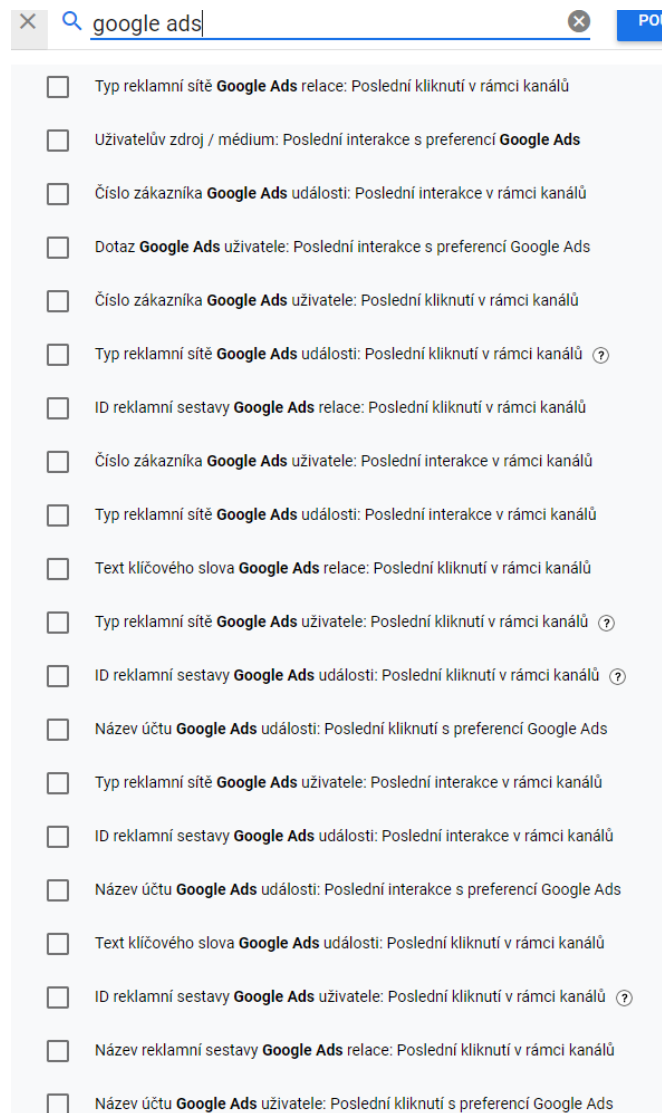 google ads
Typ reklamní sítě Google Ads relace: Poslední kliknutí v rámci kanálů
Uživatelův zdroj / médium: Poslední interakce s preferencí Google Ads
Číslo zákazníka Google Ads události: Poslední interakce v rámci kanálů
Dotaz Google Ads uživatele: Poslední interakce s preferencí Google Ads
Číslo zákazníka Google Ads uživatele: Poslední kliknutí v rámci kanálů
Typ reklamní sítě Google Ads události: Poslední kliknutí v rámci kanálů ?
ID reklamní sestavy Google Ads relace: Poslední kliknutí v rámci kanálů
Číslo zákazníka Google Ads uživatele: Poslední interakce v rámci kanálů
Typ reklamní sítě Google Ads události: Poslední interakce v rámci kanálů
Text klíčového slova Google Ads relace: Poslední kliknutí v rámci kanálů
Typ reklamní sítě Google Ads uživatele: Poslední kliknutí v rámci kanálů ?
ID reklamní sestavy Google Ads události: Poslední kliknutí v rámci kanálů ?
Název účtu Google Ads události: Poslední kliknutí s preferencí Google Ads
Typ reklamní sítě Google Ads uživatele: Poslední interakce v rámci kanálů
ID reklamní sestavy Google Ads události: Poslední interakce v rámci kanálů
Název účtu Google Ads události: Poslední interakce s preferencí Google Ads
Text klíčového slova Google Ads události: Poslední kliknutí v rámci kanálů
ID reklamní sestavy Google Ads uživatele: Poslední kliknutí v rámci kanálů ?
Název reklamní sestavy Google Ads relace: Poslední kliknutí v rámci kanálů
Název účtu Google Ads uživatele: Poslední kliknutí s preferencí Google Ads